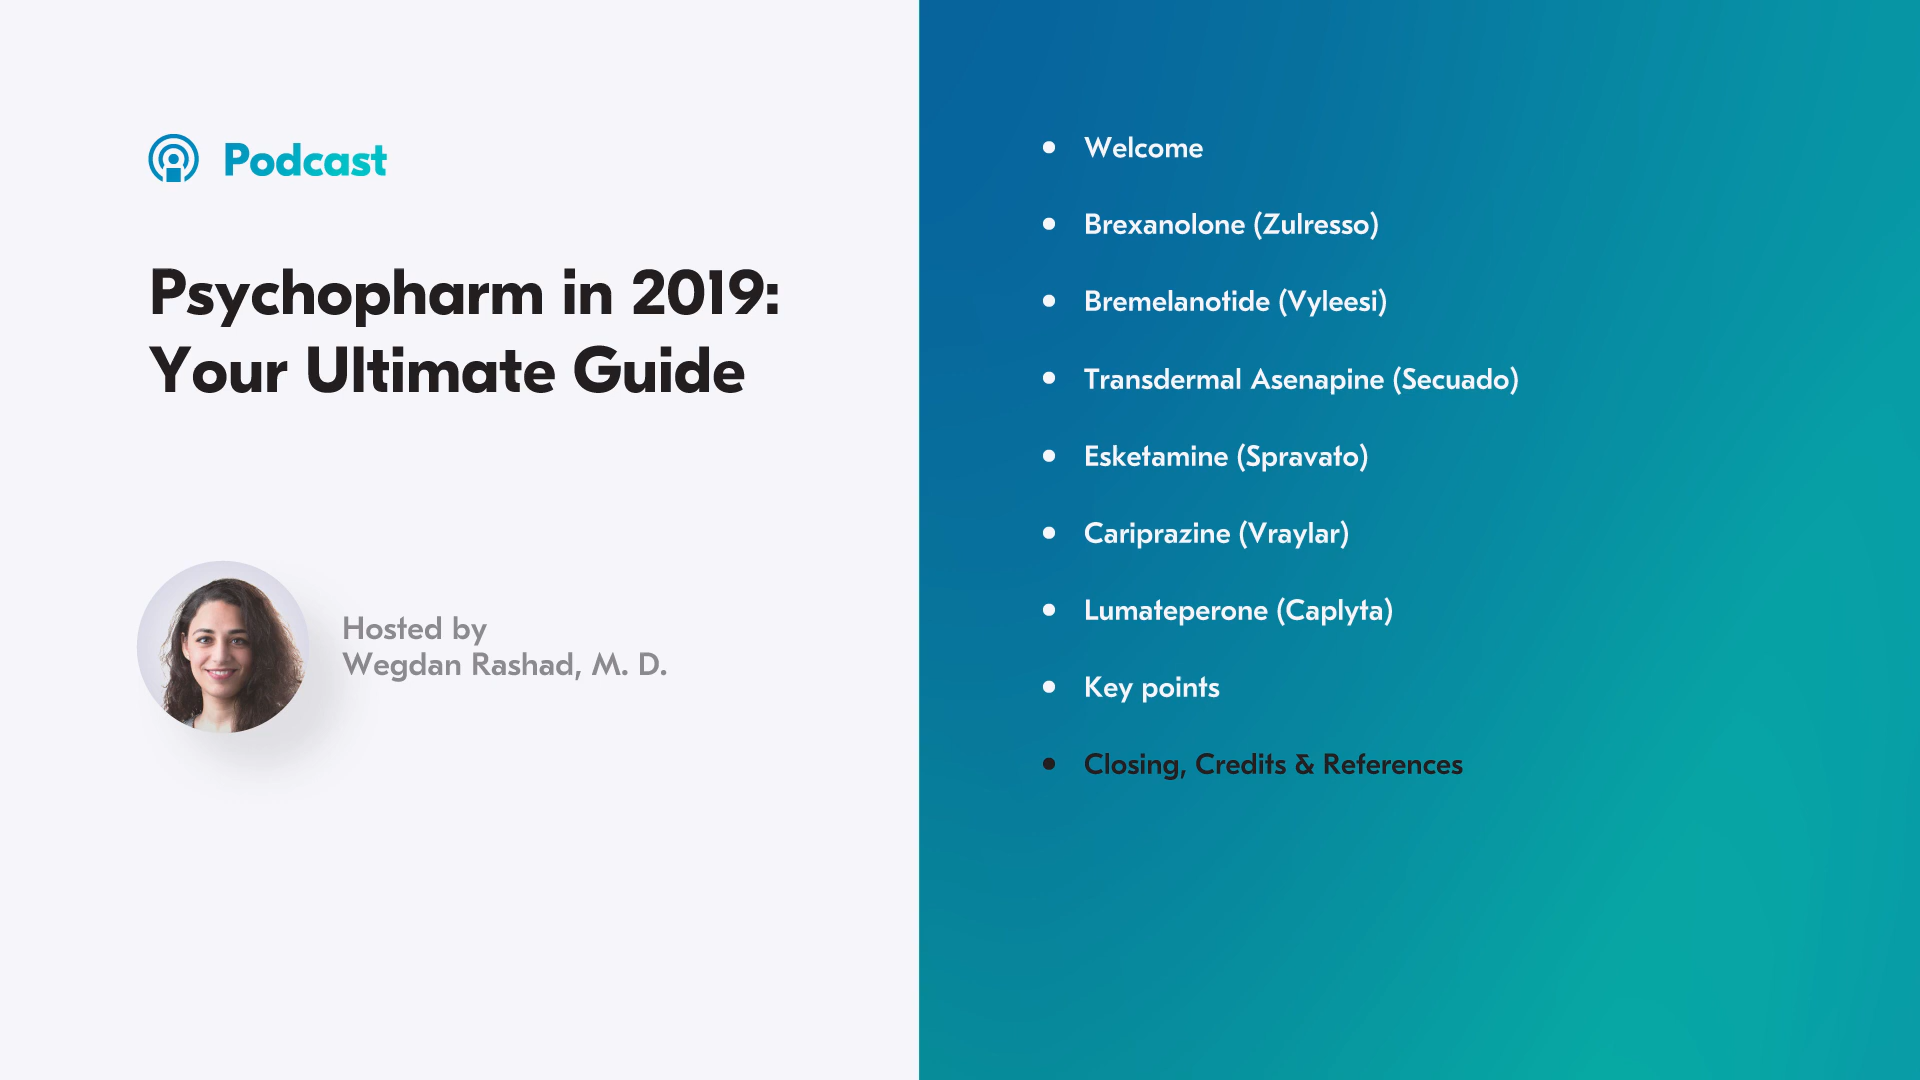 Podcast
Psychopharm in 2019:
Your Ultimate Guide
Hosted by
Wegdan Rashad, M. D.
Welcome
Brexanolone (Zulresso)
Bremelanotide (Vyleesi)
Transdermal Asenapine (Secuado)
Esketamine (Spravato)
Cariprazine (Vraylar)
Lumateperone (Caplyta)
Key points
Closing, Credits & References